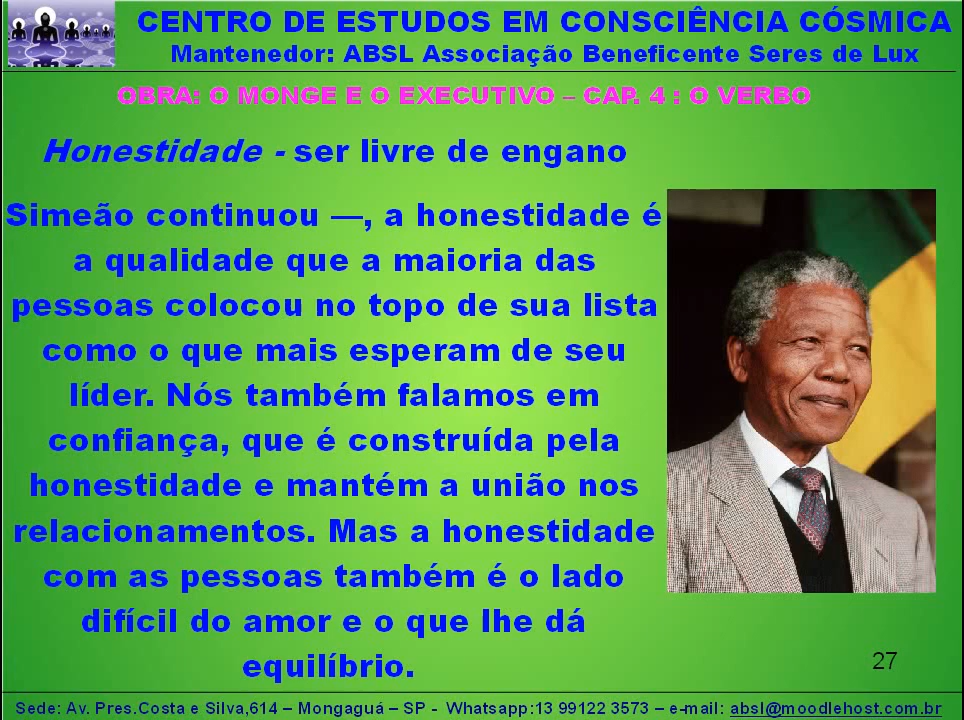 CENTRO DE ESTUDOS EM CONSCIÊNCIA CÓSMICA
Mantenedor: ABSL Associação Beneficente Seres de Lux
OBRA: O MONGE E O EXECUTIVO – CAP. 4 : O VERBO
Honestidade - ser livre de engano
Simeão continuou —, a honestidade é
a qualidade que a maioria das
pessoas colocou no topo de sua lista
como o que mais esperam de seu
líder. Nós também falamos em
confiança, que é construída pela
honestidade e mantém a união nos
relacionamentos. Mas a honestidade
com as pessoas também é o lado
difícil do amor e o que lhe dá
equilíbrio.
27
Sede: Av. Pres.Costa e Silva,614 – Mongaguá – SP - Whatsapp:13 99122 3573 – e-mail: absl@moodlehost.com.br